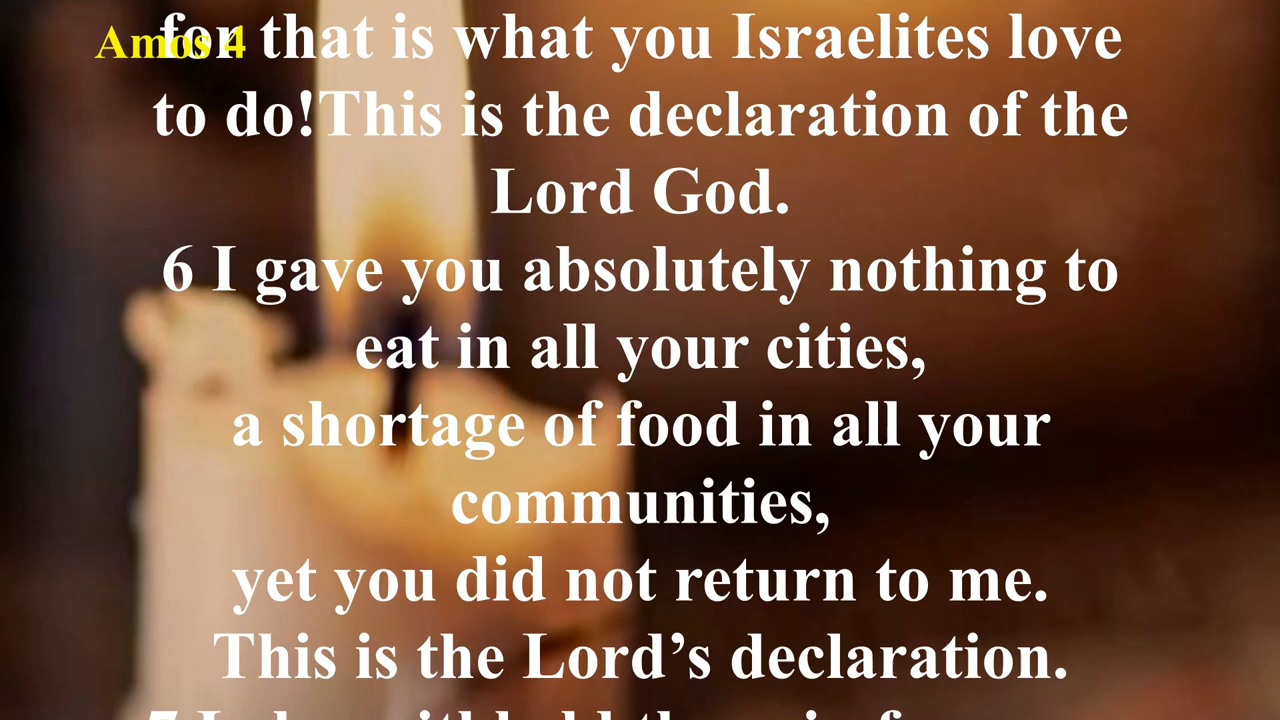 Amos 4
for that is what you Israelites love
to do!This is the declaration of the
Lord God.
6 I gave you absolutely nothing to
eat in all your cities,
a shortage of food in all your
communities,
yet you did not return to me.
This is the Lord’s declaration.